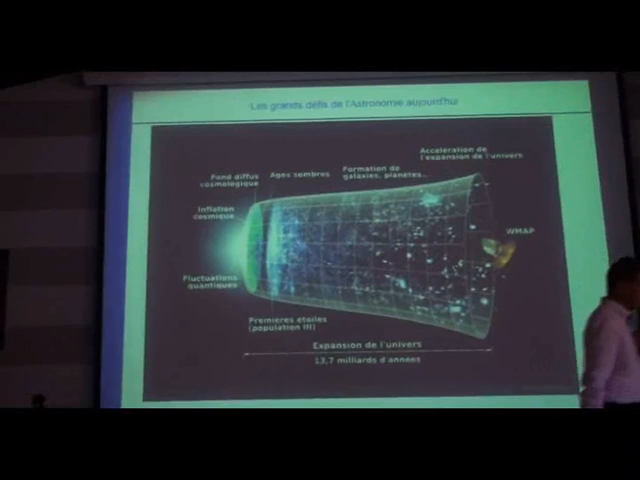 Les grands défis de l'Astronomie aujourd'hui
Accélération de
l'expansion de l'univers
Formation de
galaxies, planètes...
Ages sombres
Fond diffus
cosmologique
Inflation
cosmique
WMAP
Fluctuations
quantiques
Premières étoiles
(population III)
Expansion de l'univers
13,7 milliards d'années